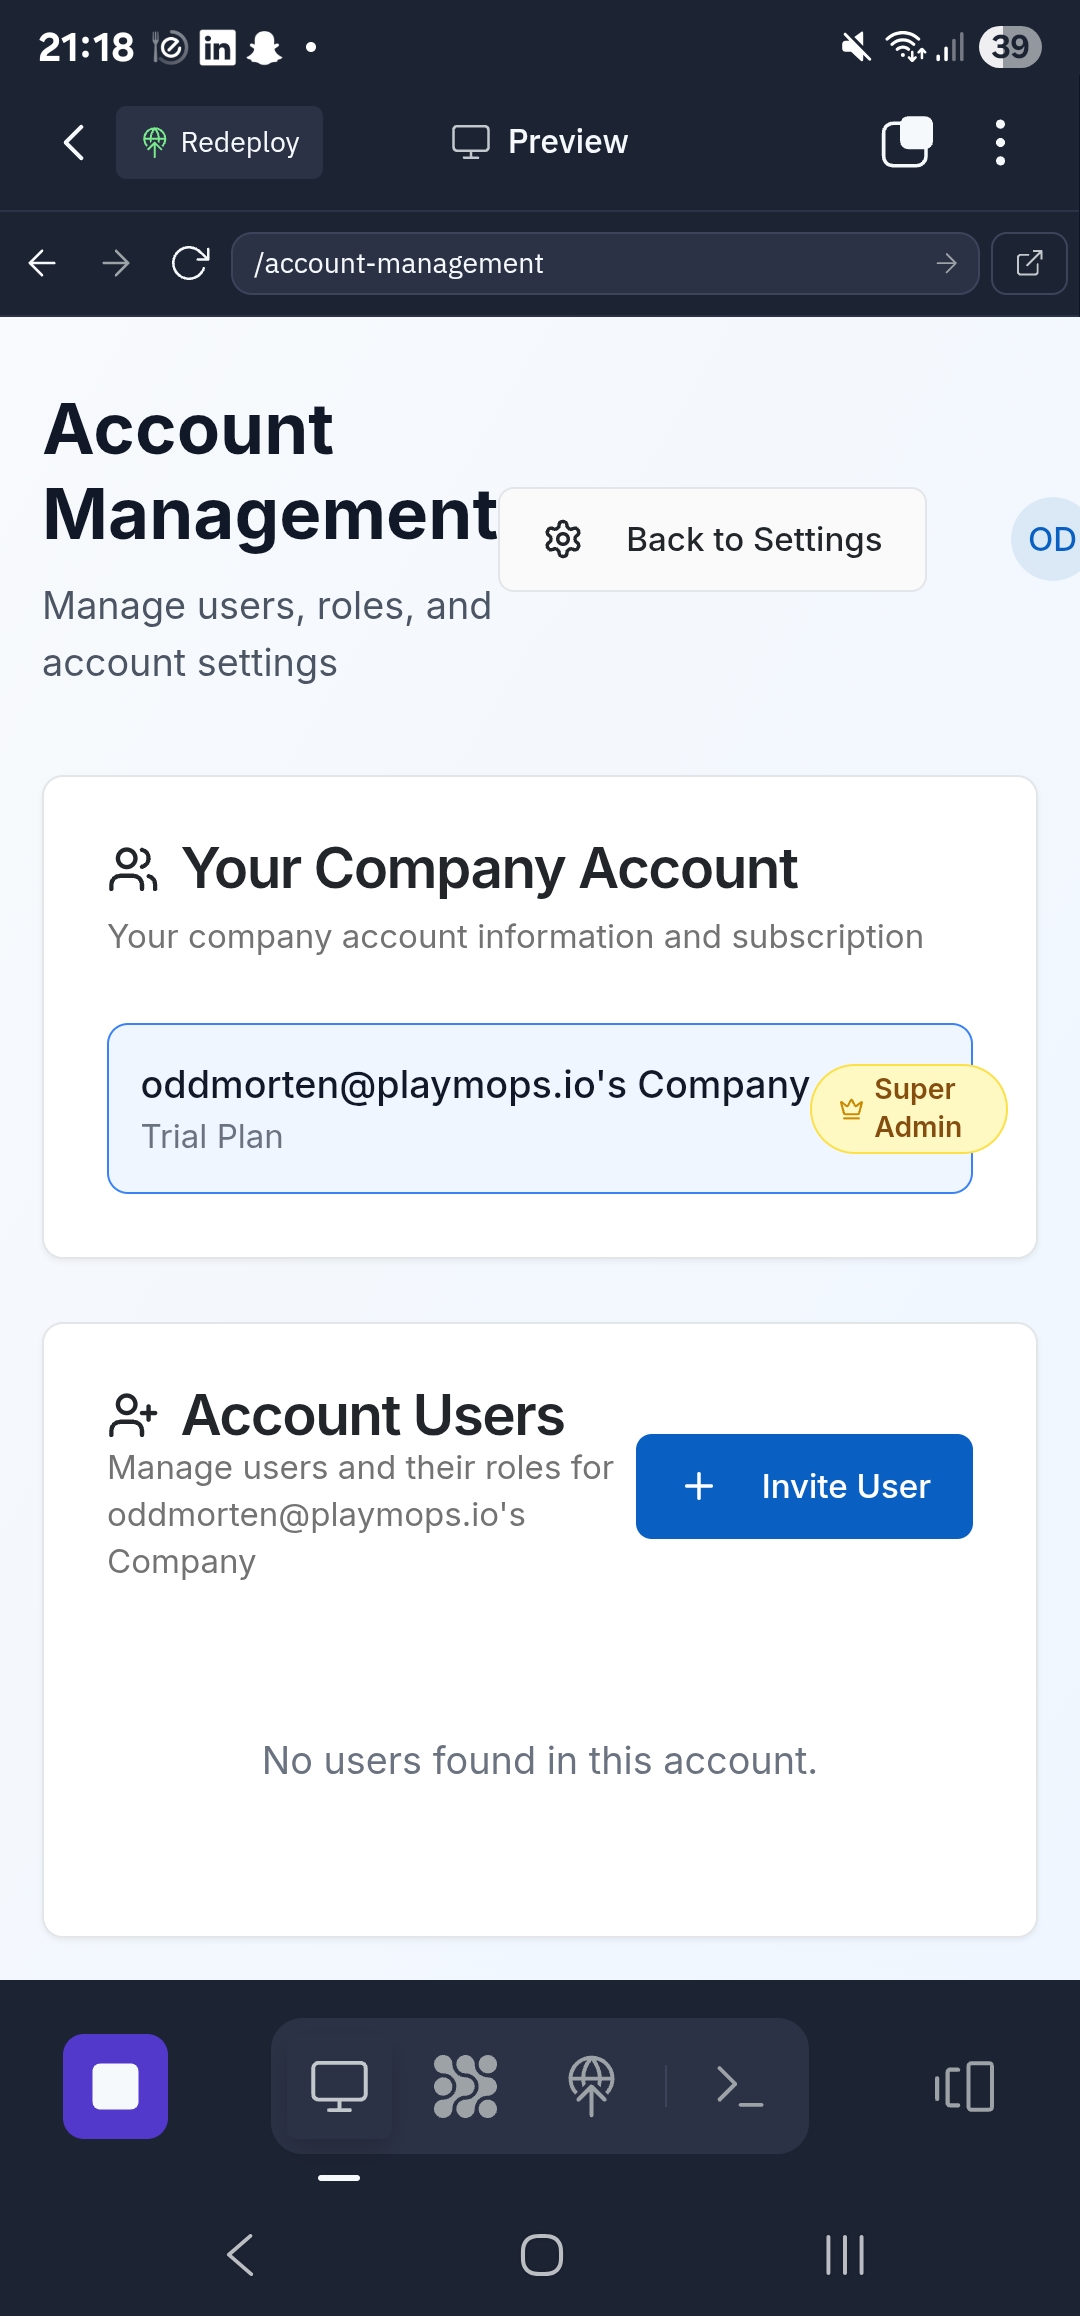 21:18
39
Redeploy
Preview
/account-management
Account
Management
Back to Settings
OD
Manage users, roles, and
account settings
Your Company Account
Your company account information and subscription
oddmorten@playmops.io's Company
Super
Admin
Trial Plan
Account Users
Manage users and their roles for
oddmorten@playmops.io's
Company
Invite User
No users found in this account.